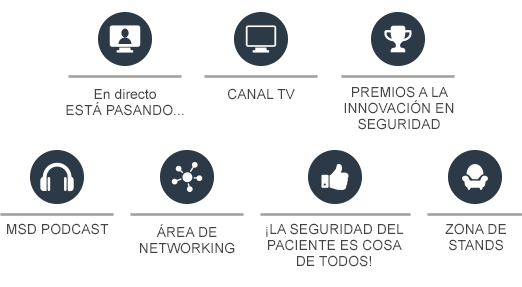 En directo
ESTÁ PASANDO...
CANAL TV
PREMIOS A LA
INNOVACIÓN EN
SEGURIDAD
MSD PODCAST
ÁREA DE
NETWORKING
¡LA SEGURIDAD DEL
PACIENTE ES COSA
DE TODOS!
ZONA DE
STANDS